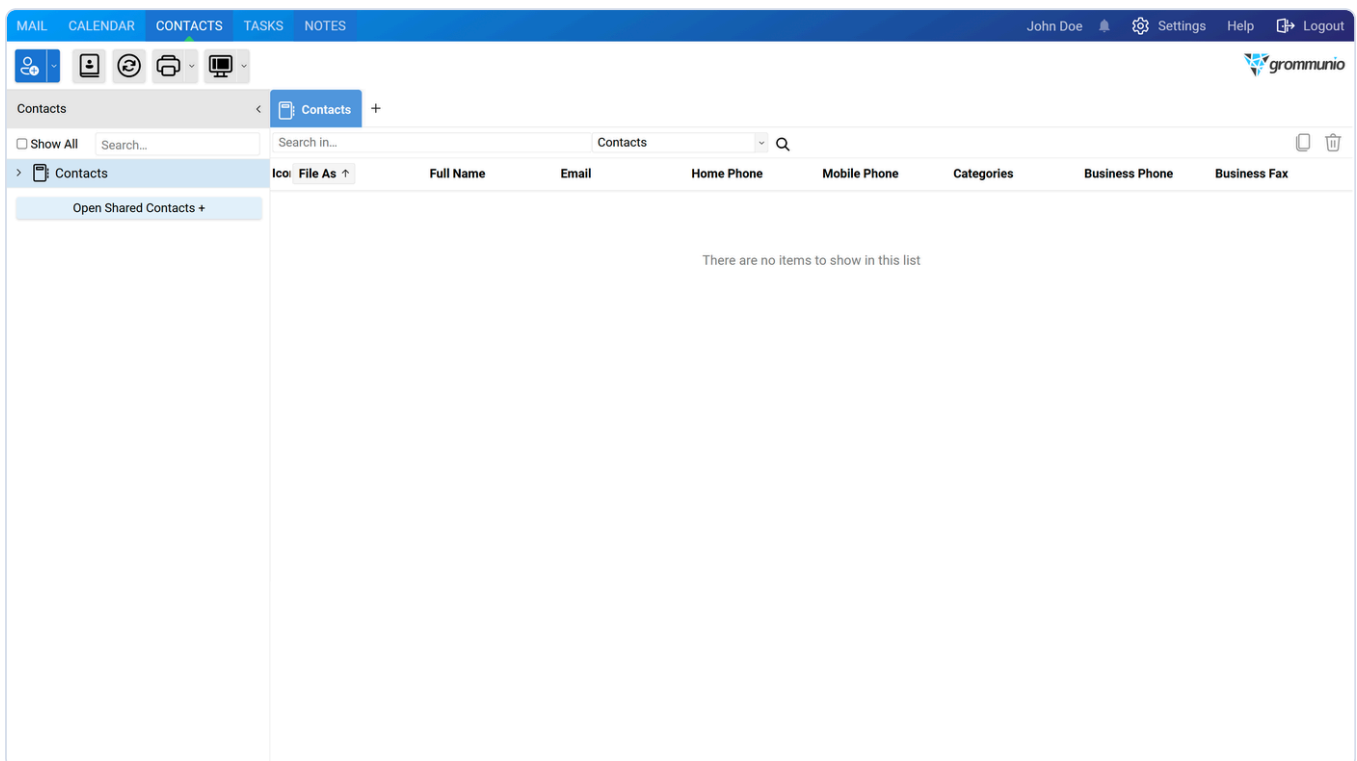 MAIL CALENDAR CONTACTS TASKS NOTES John Doe Settings Help Logout
grommunio
Contacts Contacts +
Show All Search... Search in... Contacts
Contacts Icon File As ↑ Full Name Email Home Phone Mobile Phone Categories Business Phone Business Fax
Open Shared Contacts +
There are no items to show in this list